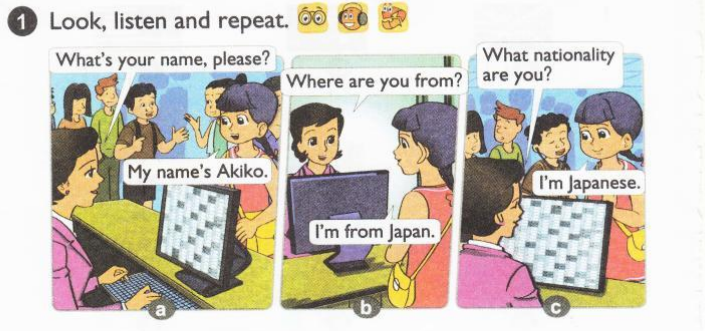 1 Look, listen and repeat.
What's your name, please?
My name's Akiko.
a
Where are you from?
I'm from Japan.
b
What nationality
are you?
I'm Japanese.
c